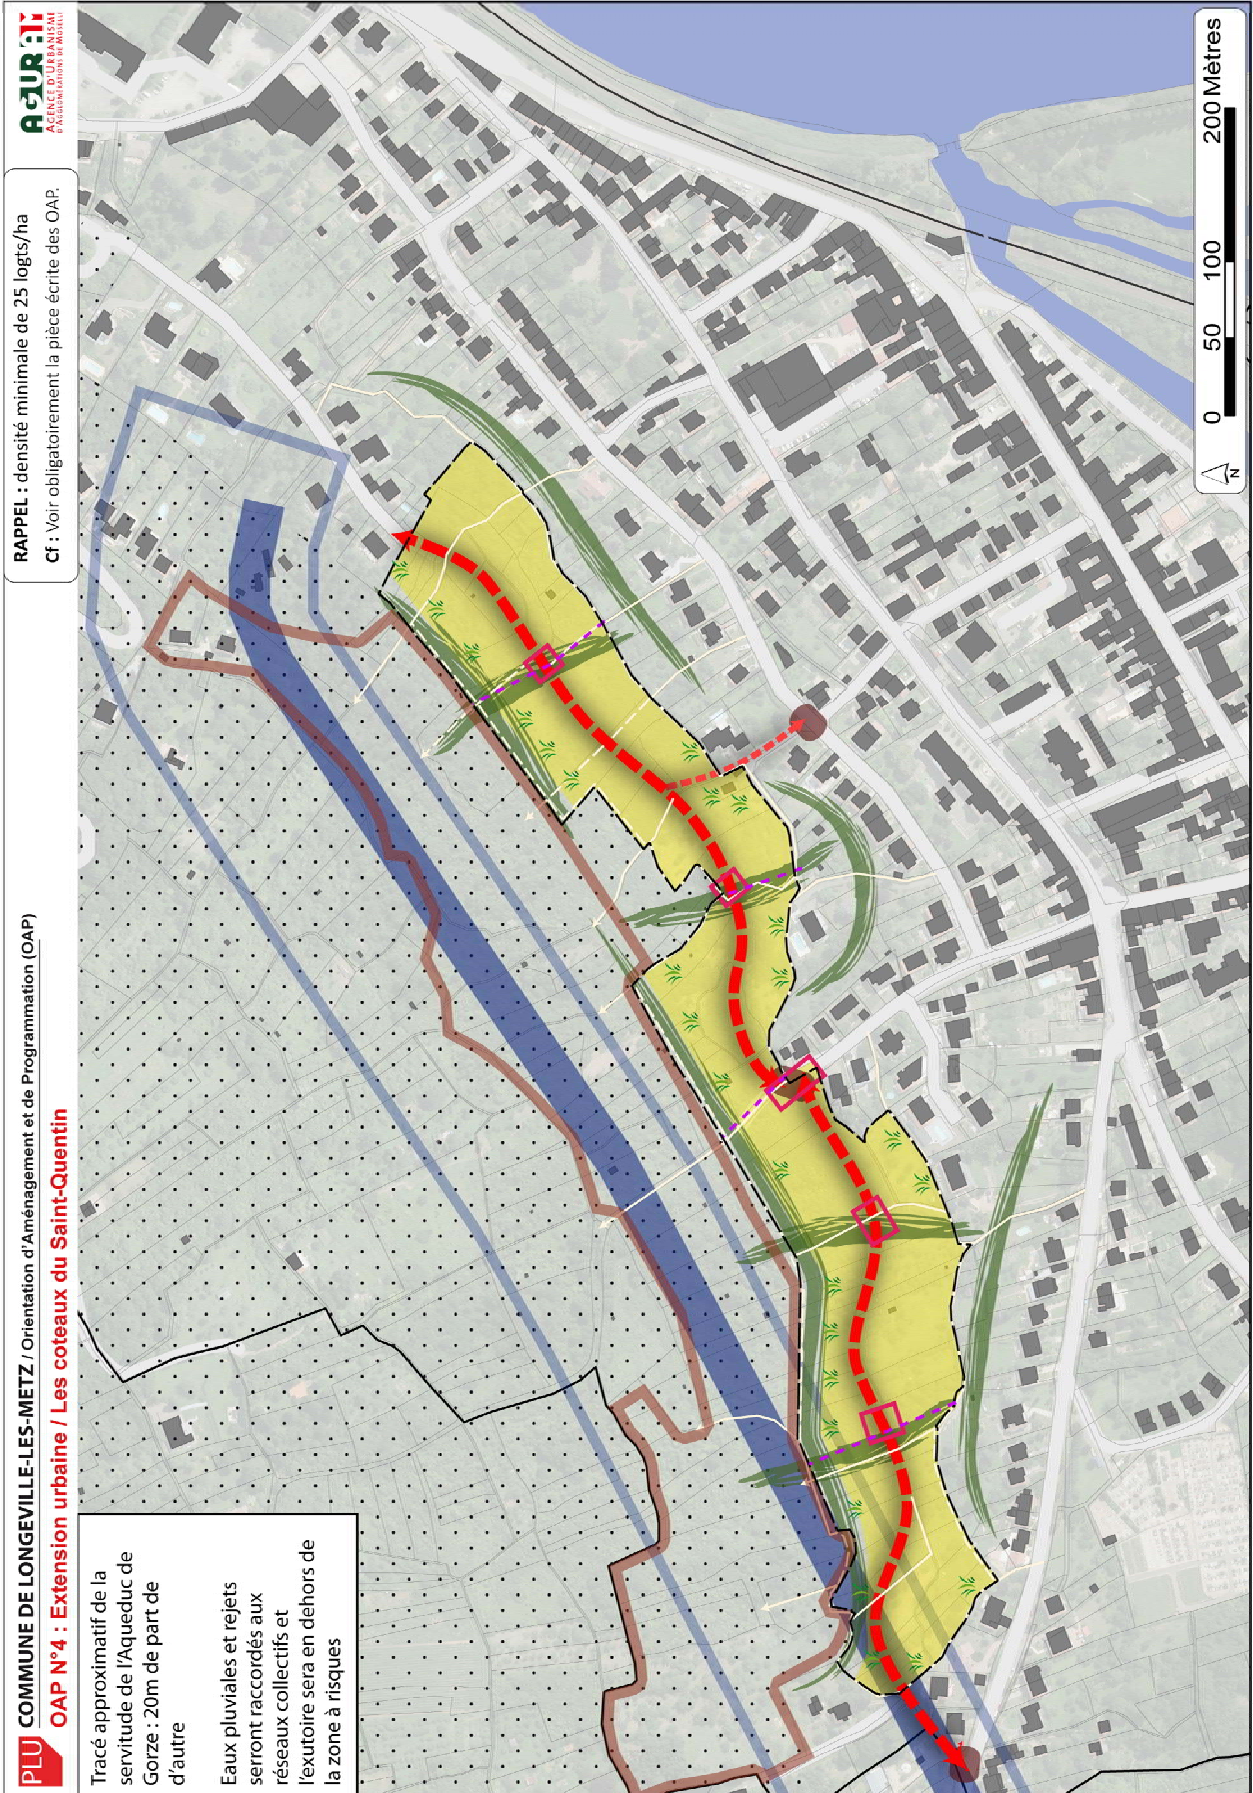 PLU COMMUNE DE LONGEVILLE-LES-METZ / Orientation d'Aménagement et de Programmation (OAP)
OAP N°4 : Extension urbaine / Les coteaux du Saint-Quentin
RAPPEL : densité minimale de 25 logts/ha
Cf : Voir obligatoirement la pièce écrite des OAP.
AGURAM
AGENCE D'URBANISME
D'AGGLOMÉRATIONS DE MOSELLE
Tracé approximatif de la
servitude de l'Aqueduc de
Gorze : 20m de part de
d'autre
Eaux pluviales et rejets
serront raccordés aux
réseaux collectifs et
l'exutoire sera en dehors de
la zone à risques
N
0 50 100 200 Mètres